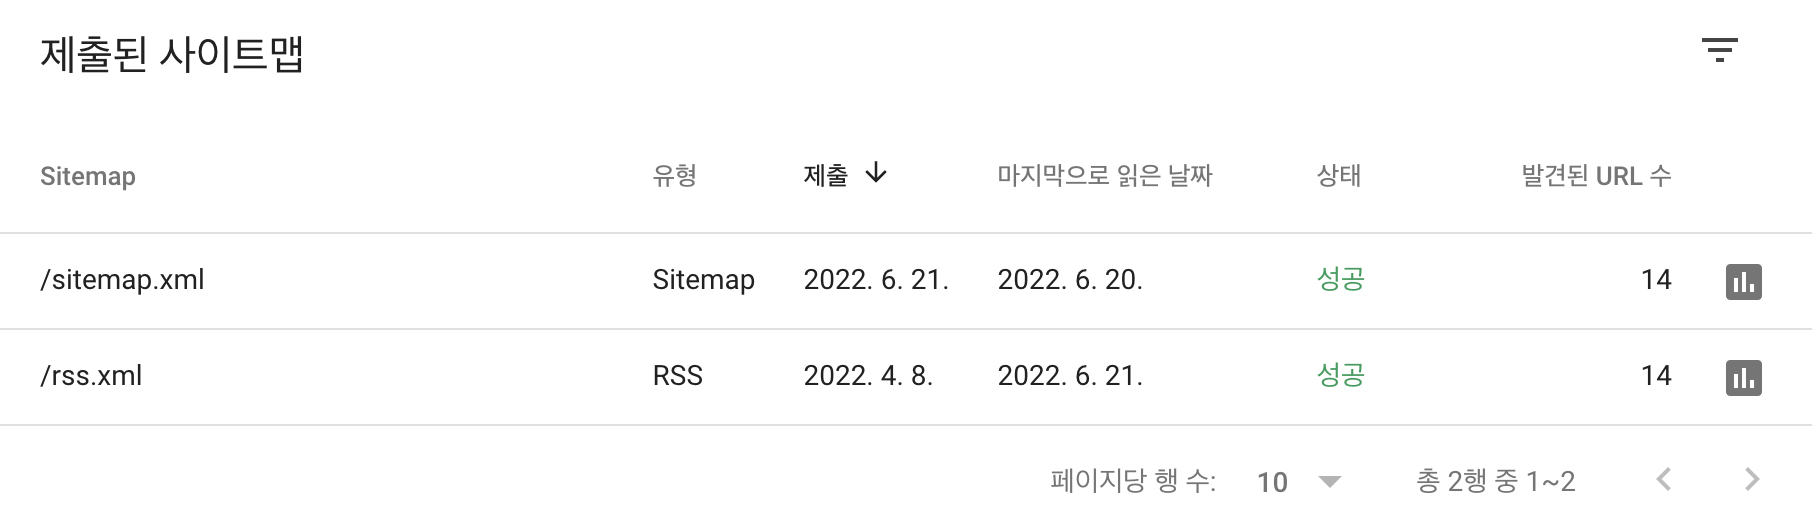 제출된 사이트맵
Sitemap 유형 제출 마지막으로 읽은 날짜 상태 발견된 URL 수
/sitemap.xml Sitemap 2022. 6. 21. 2022. 6. 20. 성공 14
/rss.xml RSS 2022. 4. 8. 2022. 6. 21. 성공 14
페이지당 행 수: 10 총 2행 중 1~2